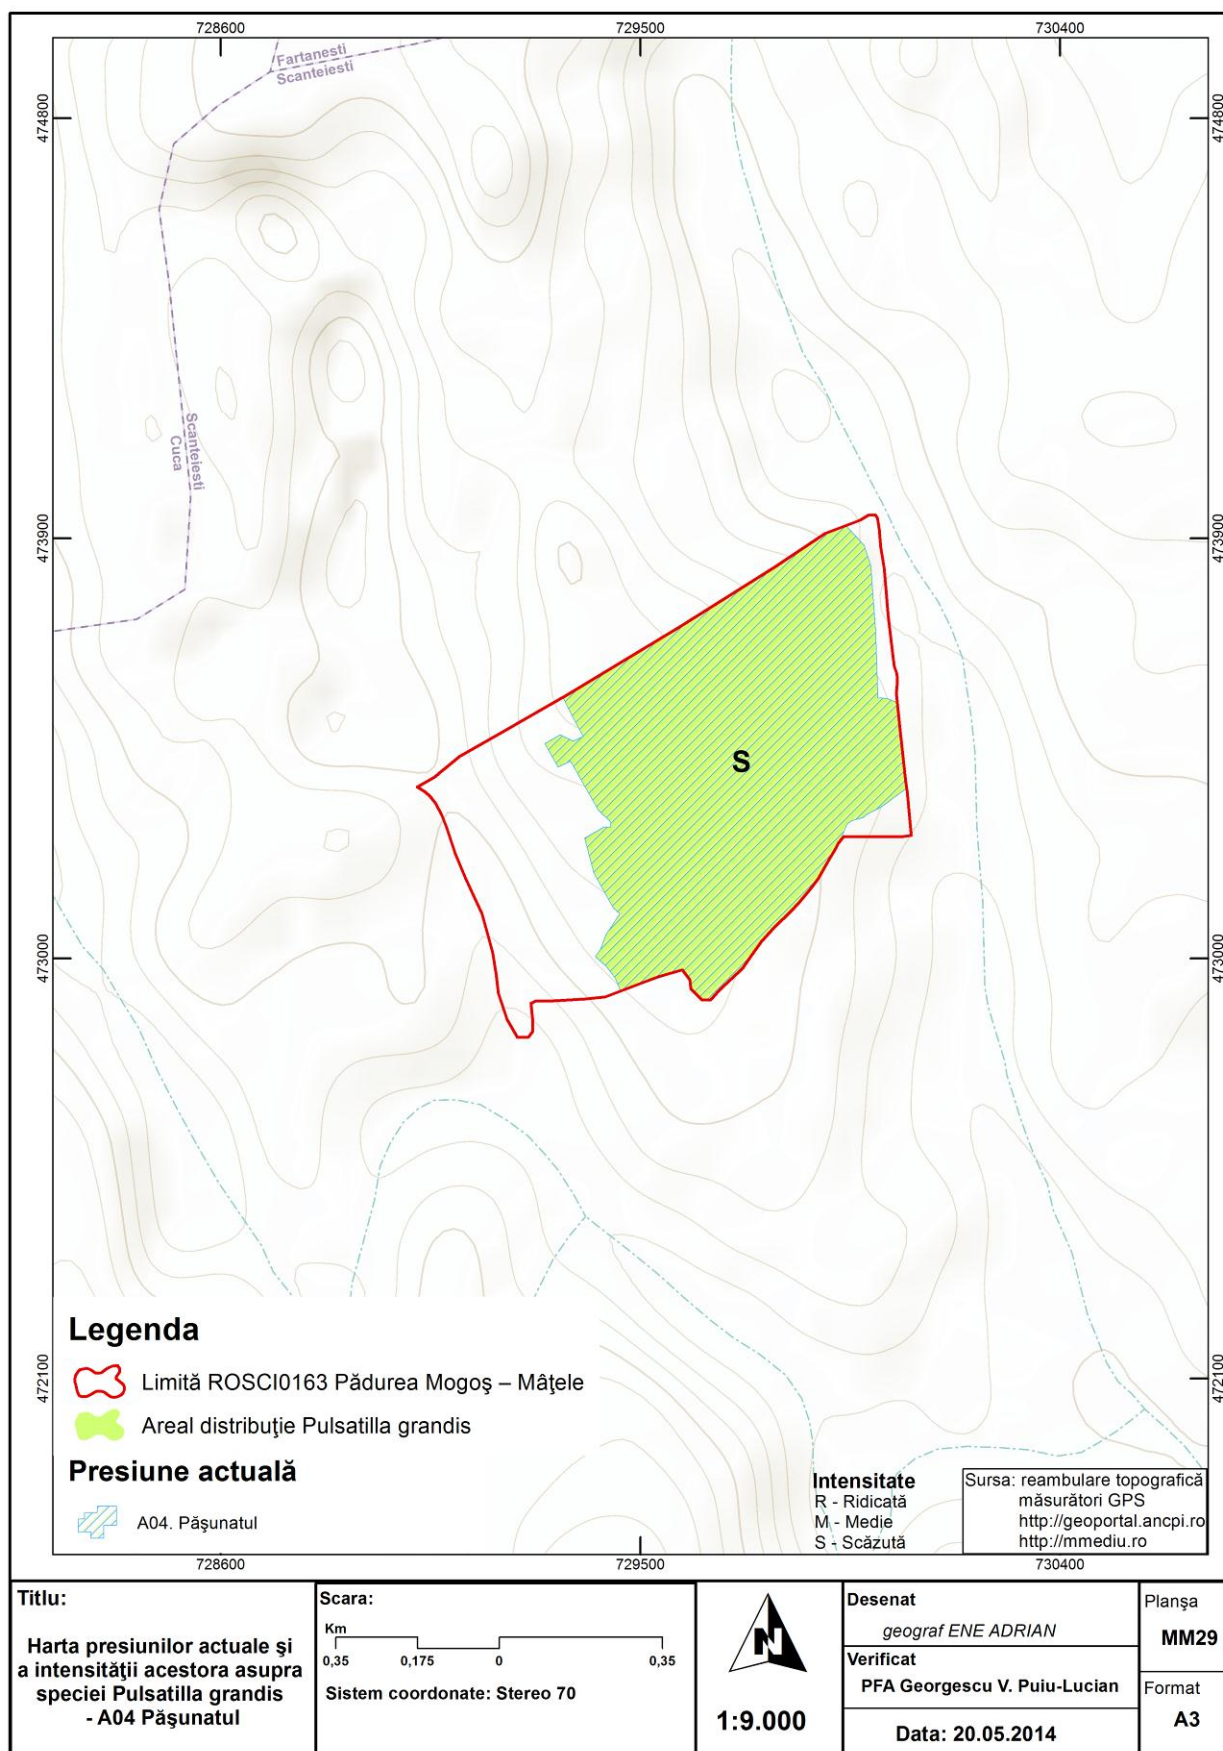 728600
729500
730400
474800
474800
Fartanesti
Scanteiesti
Scanteiesti
Cuca
473900
473900
S
473000
473000
472100
472100
Legenda
Limită ROSCI0163 Pădurea Mogoş – Mâţele
Areal distribuţie Pulsatilla grandis
Presiune actuală
A04. Păşunatul
Intensitate
R - Ridicată
M - Medie
S - Scăzută
Sursa: reambulare topografică
măsurători GPS
http://geoportal.ancpi.ro
http://mmediu.ro
728600
729500
730400
Titlu:
Harta presiunilor actuale şi
a intensităţii acestora asupra
speciei Pulsatilla grandis
- A04 Păşunatul
Scara:
Km
0,35 0,175 0 0,35
Sistem coordonate: Stereo 70
N
1:9.000
Desenat
geograf ENE ADRIAN
Verificat
PFA Georgescu V. Puiu-Lucian
Data: 20.05.2014
Planşa
MM29
Format
A3